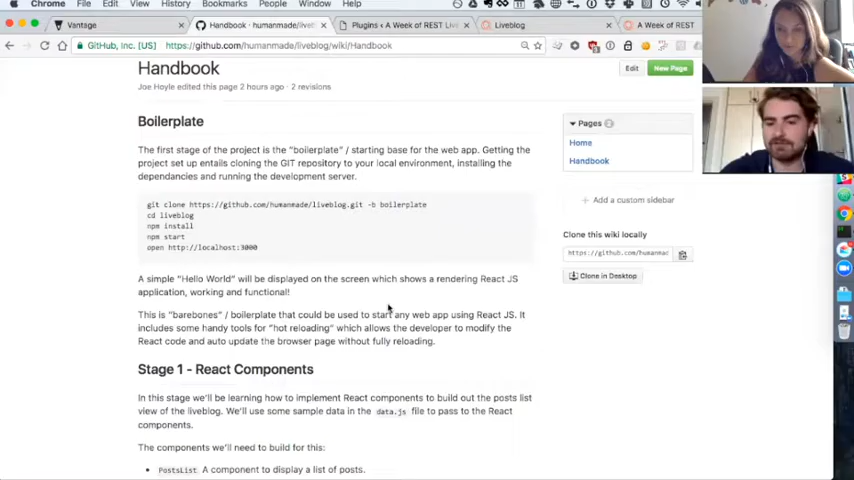 Chrome File Edit View History Bookmarks People Window
Vantage
Handbook · humanmade/livebl
Plugins ‹ A Week of REST Live
Liveblog
A Week of REST
GitHub, Inc. [US] https://github.com/humanmade/liveblog/wiki/Handbook
Handbook
Edit
New Page
Joe Hoyle edited this page 2 hours ago · 2 revisions
Boilerplate
The first stage of the project is the "boilerplate" / starting base for the web app. Getting the
project set up entails cloning the GIT repository to your local environment, installing the
dependancies and running the development server.
git clone https://github.com/humanmade/liveblog.git -b boilerplate
cd liveblog
npm install
npm start
open http://localhost:3000
A simple "Hello World" will be displayed on the screen which shows a rendering React JS
application, working and functional!
This is "barebones" / boilerplate that could be used to start any web app using React JS. It
includes some handy tools for "hot reloading" which allows the developer to modify the
React code and auto update the browser page without fully reloading.
Stage 1 - React Components
In this stage we'll be learning how to implement React components to build out the posts list
view of the liveblog. We'll use some sample data in the data.js file to pass to the React
components.
The components we'll need to build for this:
• PostsList A component to display a list of posts.
Pages 2
Home
Handbook
+ Add a custom sidebar
Clone this wiki locally
https://github.com/humanmac
Clone in Desktop